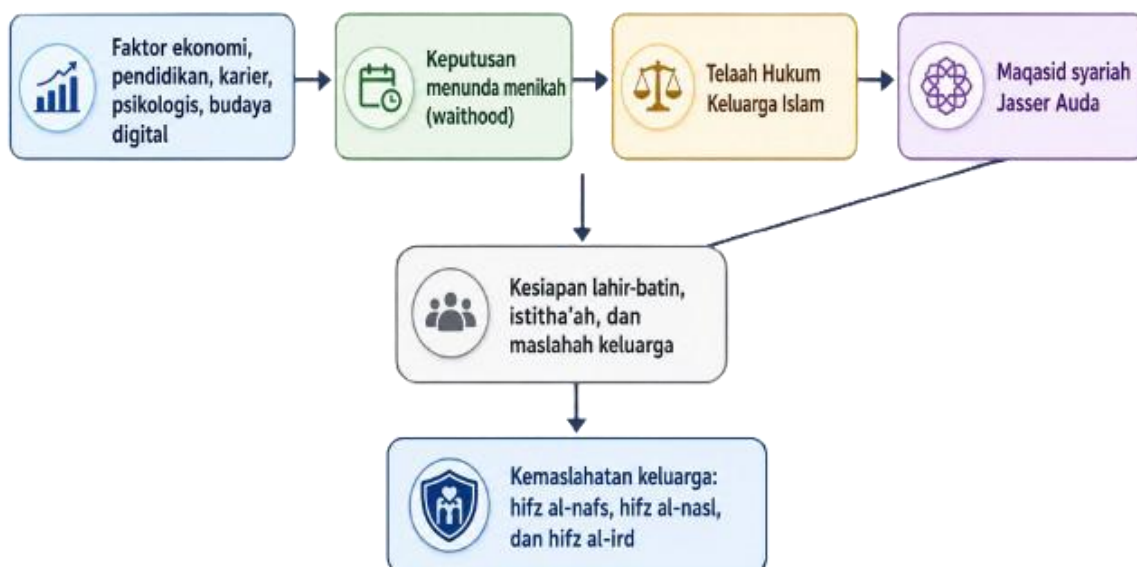 Faktor ekonomi,
pendidikan, karier,
psikologis, budaya
digital
Keputusan
menunda menikah
(waithood)
Telaah Hukum
Keluarga Islam
Maqasid syariah
Jasser Auda
Kesiapan lahir-batin,
istitha'ah, dan
maslahah keluarga
Kemaslahatan keluarga:
hifz al-nafs, hifz al-nasl,
dan hifz al-ird